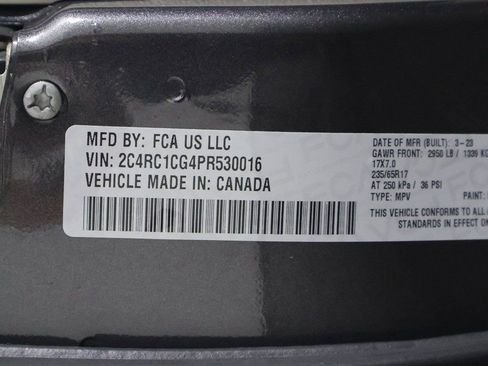 MFD BY: FCA US LLC
VIN: 2C4RC1CG4PR530016
VEHICLE MADE IN: CANADA
DATE OF MFR (BUILT): 3-23
GAWR FRONT: 2950 LB/ 1339 KG
17X7.0
235/65R17
AT 250 kPa / 36 PSI
TYPE: MPV PAINT:
THIS VEHICLE CONFORMS TO ALL
STANDARDS IN EFFECT ON